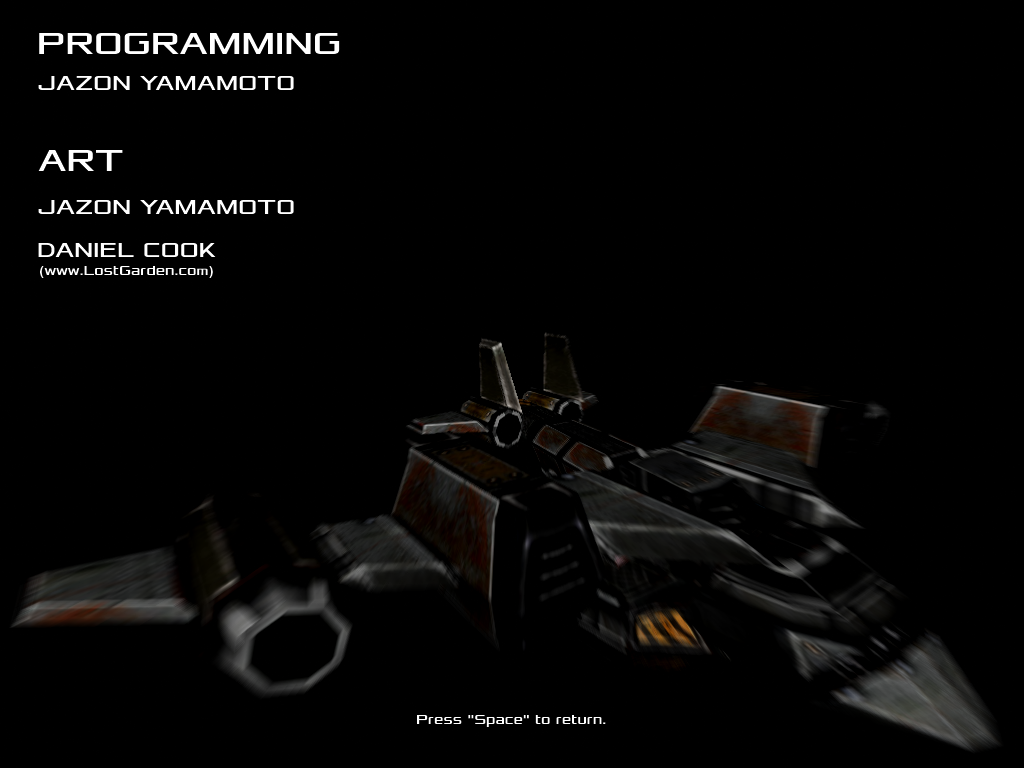 PROGRAMMING
JAZON YAMAMOTO
ART
JAZON YAMAMOTO
DANIEL COOK
(www.LostGarden.com)
Press "Space" to return.